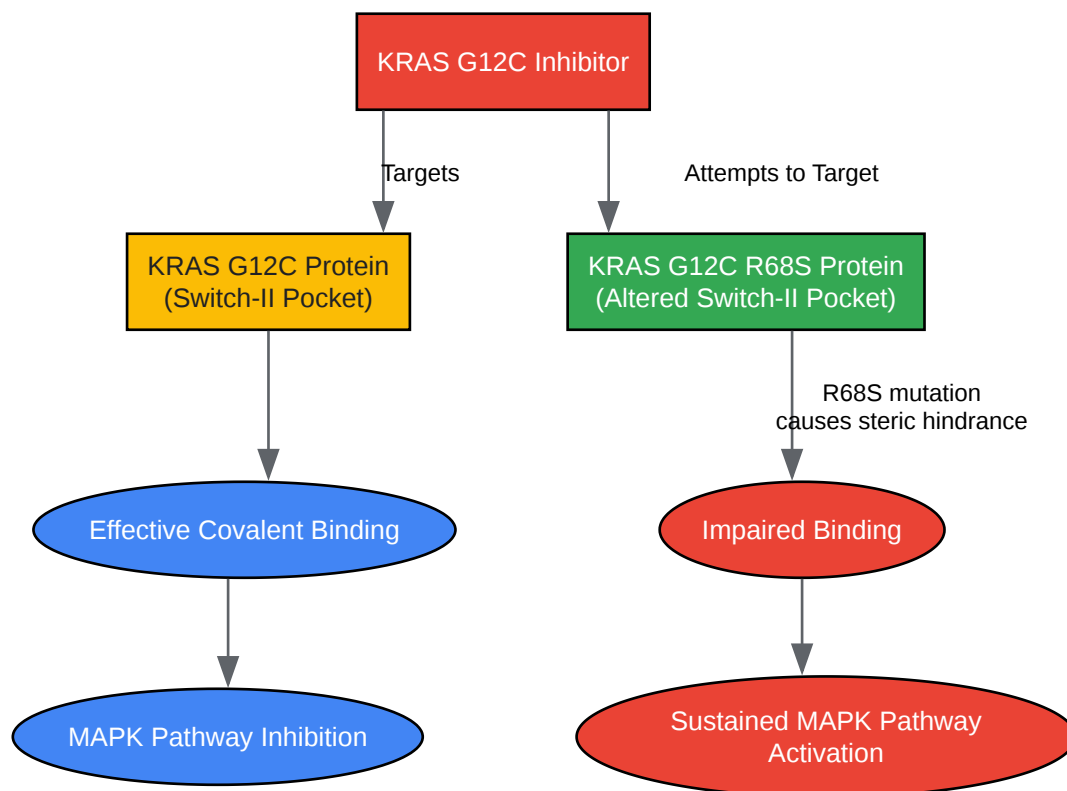 KRAS G12C Inhibitor
Targets
Attempts to Target
KRAS G12C Protein
(Switch-II Pocket)
KRAS G12C R68S Protein
(Altered Switch-II Pocket)
R68S mutation
causes steric hindrance
Effective Covalent Binding
Impaired Binding
MAPK Pathway Inhibition
Sustained MAPK Pathway
Activation